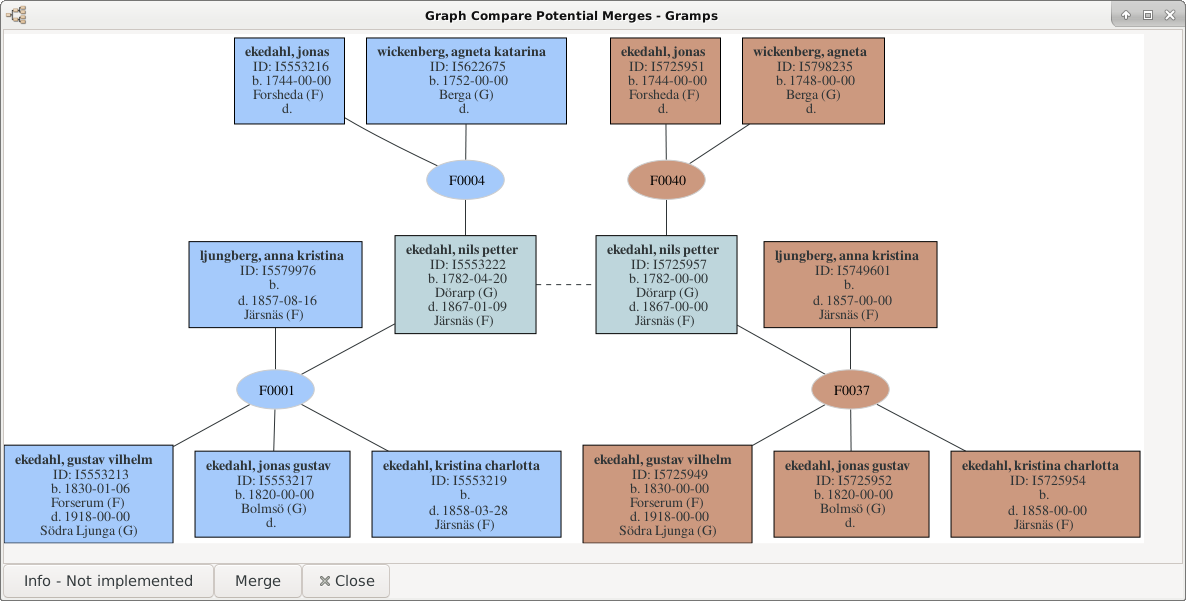 Graph Compare Potential Merges - Gramps
ekedahl, jonas
ID: I5553216
b. 1744-00-00
Forsheda (F)
d.
wickenberg, agneta katarina
ID: I5622675
b. 1752-00-00
Berga (G)
d.
ekedahl, jonas
ID: I5725951
b. 1744-00-00
Forsheda (F)
d.
wickenberg, agneta
ID: I5798235
b. 1748-00-00
Berga (G)
d.
F0004
F0040
ljungberg, anna kristina
ID: I5579976
b.
d. 1857-08-16
Järsnäs (F)
ekedahl, nils petter
ID: I5553222
b. 1782-04-20
Dörarp (G)
d. 1867-01-09
Järsnäs (F)
ekedahl, nils petter
ID: I5725957
b. 1782-00-00
Dörarp (G)
d. 1867-00-00
Järsnäs (F)
ljungberg, anna kristina
ID: I5749601
b.
d. 1857-00-00
Järsnäs (F)
F0001
F0037
ekedahl, gustav vilhelm
ID: I5553213
b. 1830-01-06
Forserum (F)
d. 1918-00-00
Södra Ljunga (G)
ekedahl, jonas gustav
ID: I5553217
b. 1820-00-00
Bolmsö (G)
d.
ekedahl, kristina charlotta
ID: I5553219
b.
d. 1858-03-28
Järsnäs (F)
ekedahl, gustav vilhelm
ID: I5725949
b. 1830-00-00
Forserum (F)
d. 1918-00-00
Södra Ljunga (G)
ekedahl, jonas gustav
ID: I5725952
b. 1820-00-00
Bolmsö (G)
d.
ekedahl, kristina charlotta
ID: I5725954
b.
d. 1858-00-00
Järsnäs (F)
Info - Not implemented
Merge
Close